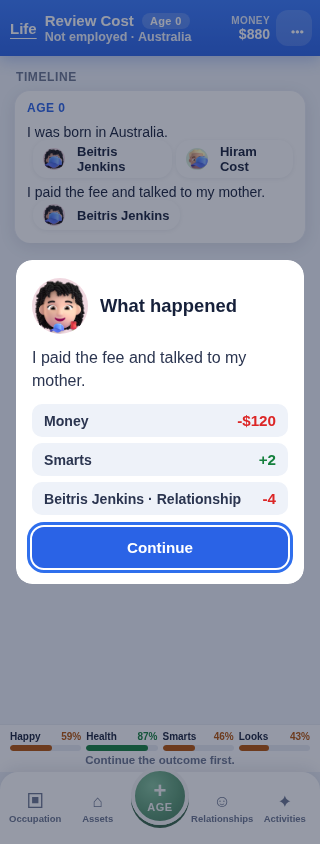 Life
Review Cost Age 0
Not employed · Australia
MONEY
$880
...
TIMELINE
AGE 0
I was born in Australia.
Beitris Jenkins
Hiram Cost
I paid the fee and talked to my mother.
Beitris Jenkins
What happened
I paid the fee and talked to my
mother.
Money -$120
Smarts +2
Beitris Jenkins · Relationship -4
Continue
Happy 59% Health 87% Smarts 46% Looks 43%
Continue the outcome first.
+
AGE
Occupation Assets Relationships Activities